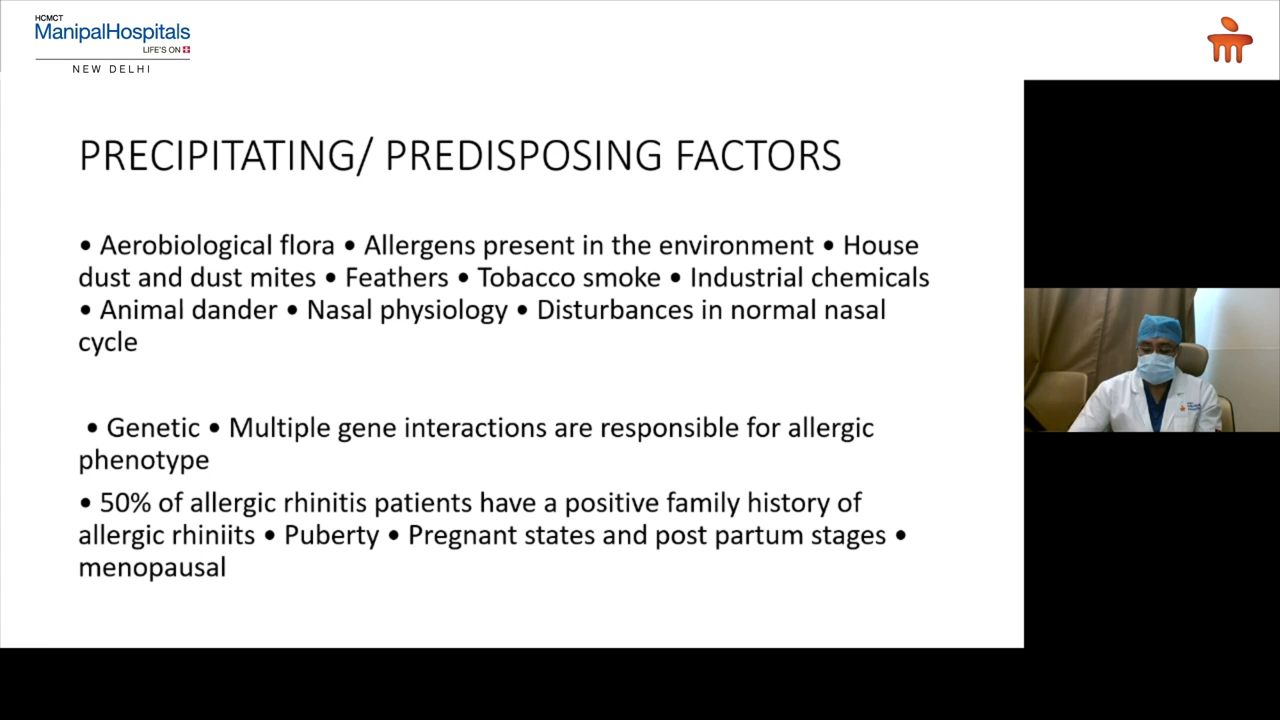 HCMCT
ManipalHospitals
LIFE'S ON
NEW DELHI
PRECIPITATING/ PREDISPOSING FACTORS
• Aerobiological flora • Allergens present in the environment • House
dust and dust mites • Feathers • Tobacco smoke • Industrial chemicals
• Animal dander • Nasal physiology • Disturbances in normal nasal
cycle
• Genetic • Multiple gene interactions are responsible for allergic
phenotype
• 50% of allergic rhinitis patients have a positive family history of
allergic rhiniits • Puberty • Pregnant states and post partum stages •
menopausal